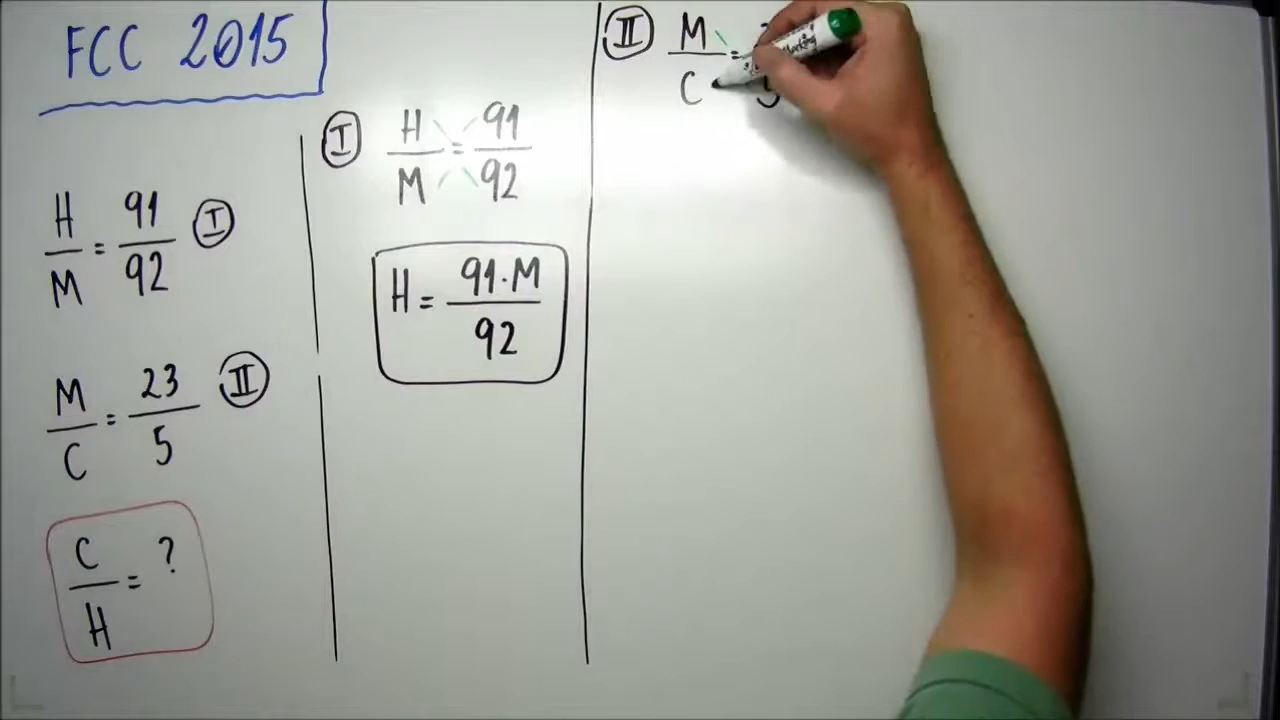 FCC 2015
H/M = 91/92 I
M/C = 23/5 II
C/H = ?
I H/M = 91/92
H = 91·M/92
II M/C =